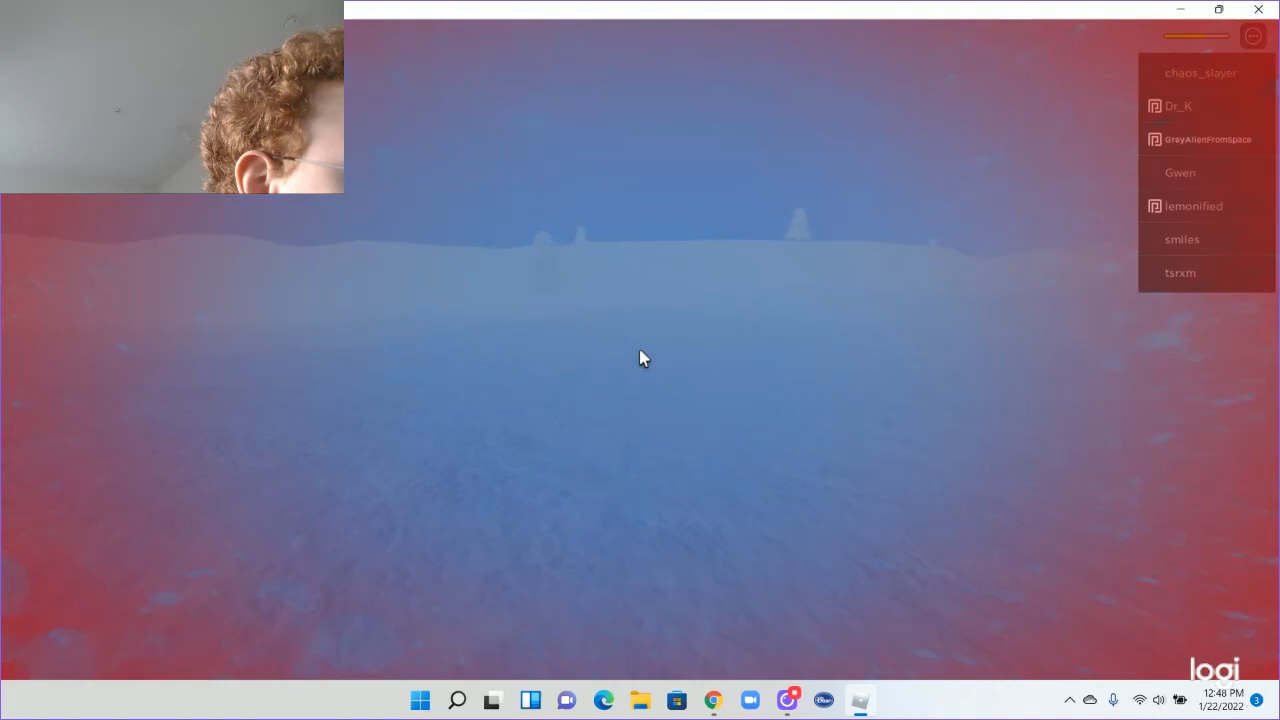 chaos_slayer
Dr_K
GreyAlienFromSpace
Gwen
lemonified
smiles
tsrxm
logi
12:48 PM
1/22/2022
3